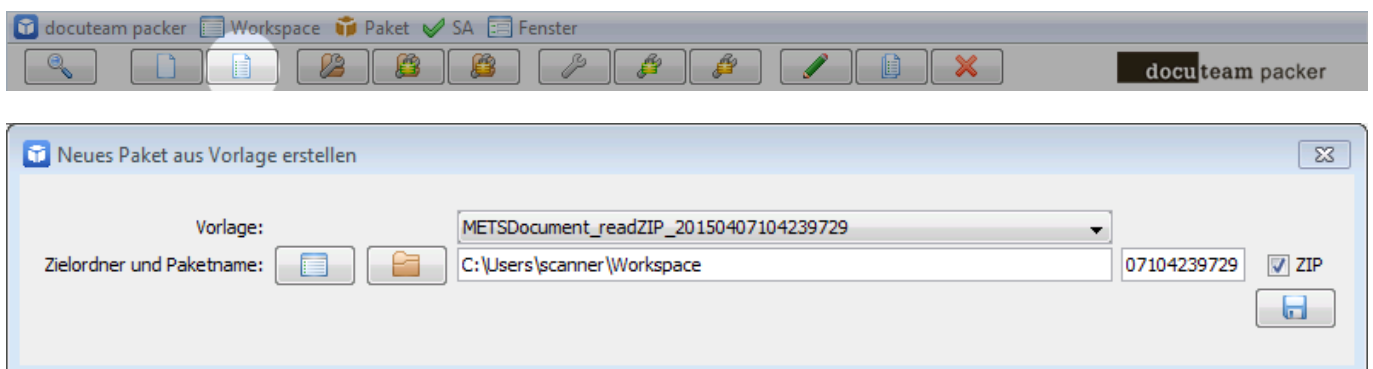 docuteam packer Workspace Paket SA Fenster
docuteam packer
Neues Paket aus Vorlage erstellen
Vorlage: METSDocument_readZIP_20150407104239729
Zielordner und Paketname: C:\Users\scanner\Workspace 07104239729 ZIP